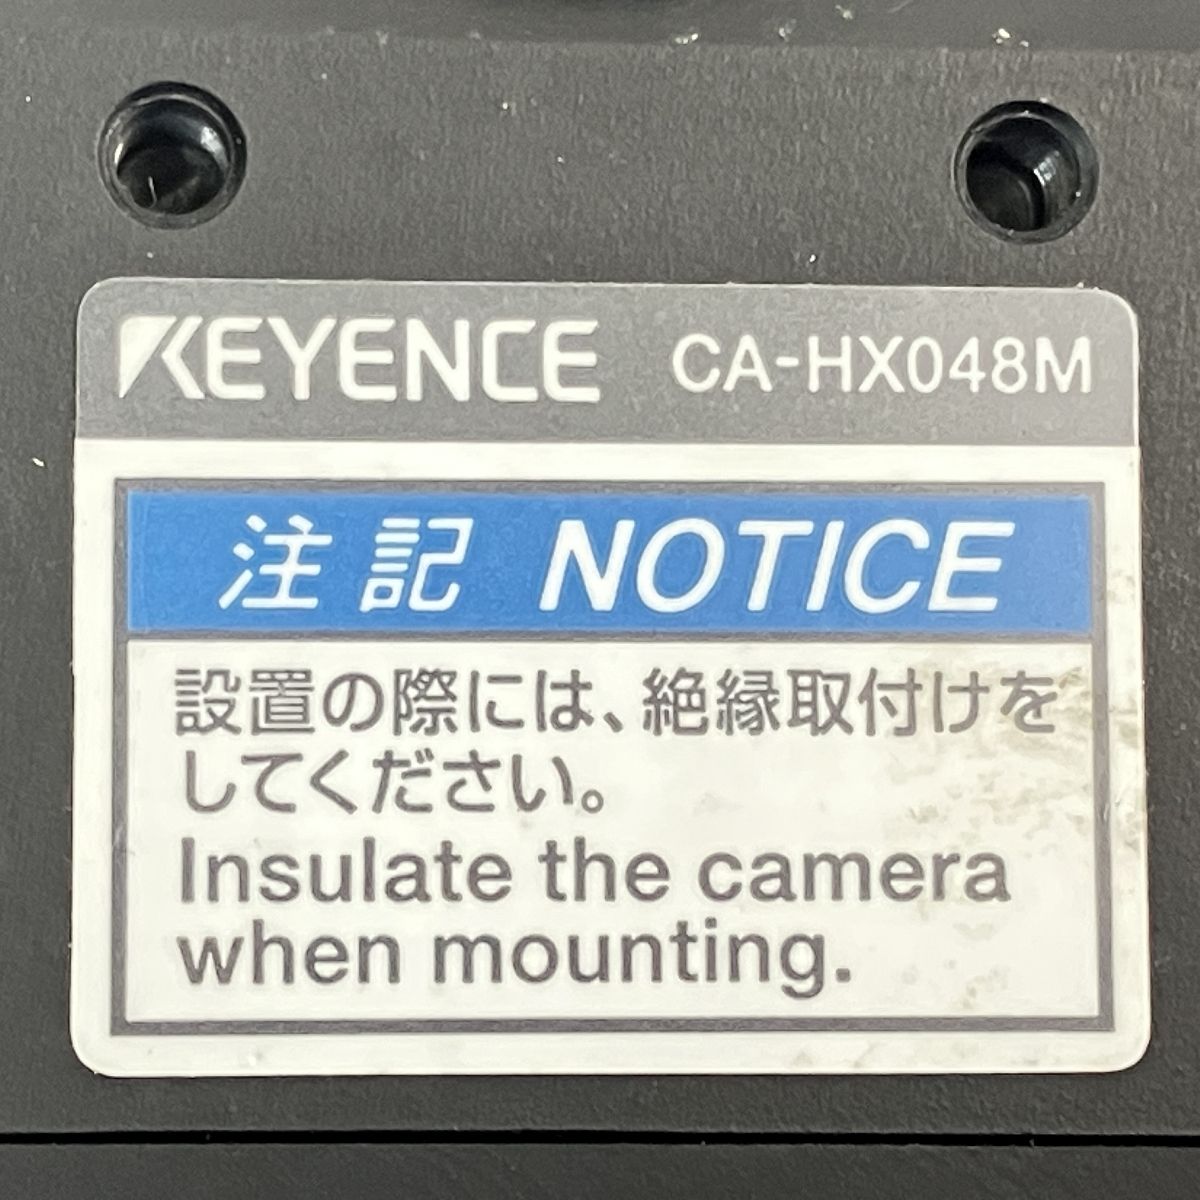 KEYENCE CA-HX048M
注記 NOTICE
設置の際には、絶縁取付けを
してください。
Insulate the camera
when mounting.